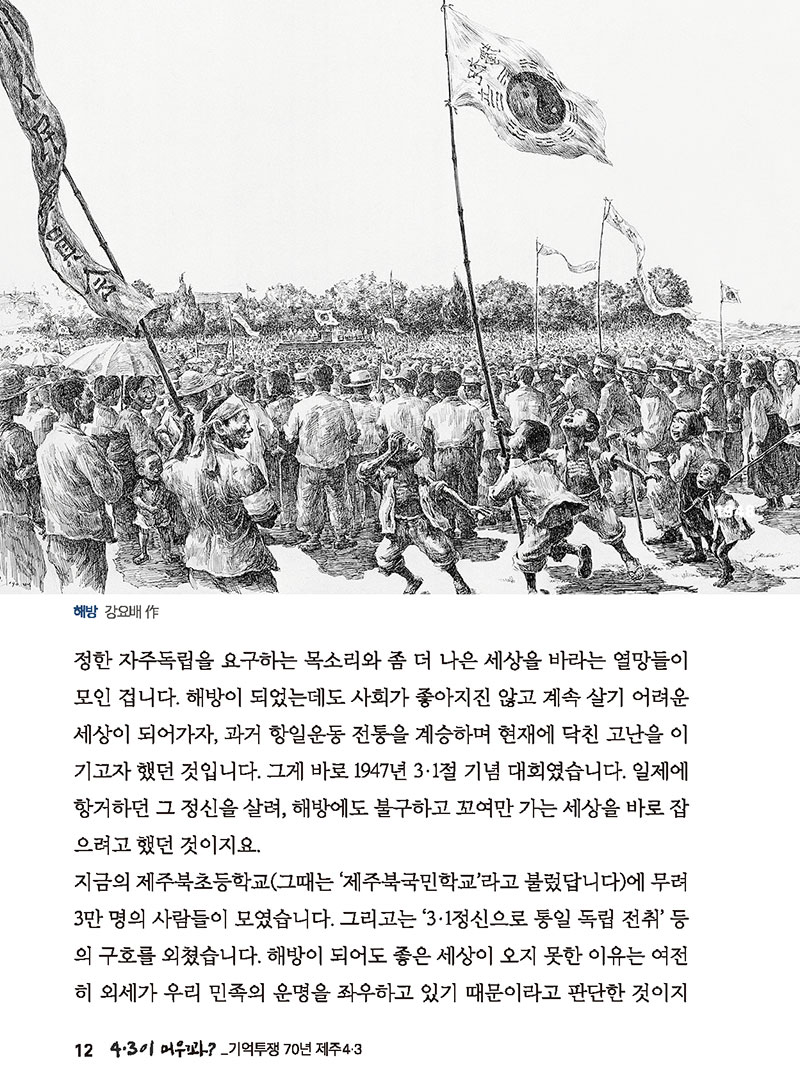 해방 강요배 作
정한 자주독립을 요구하는 목소리와 좀 더 나은 세상을 바라는 열망들이
모인 겁니다. 해방이 되었는데도 사회가 좋아지진 않고 계속 살기 어려운
세상이 되어가자, 과거 항일운동 전통을 계승하며 현재에 닥친 고난을 이
기고자 했던 것입니다. 그게 바로 1947년 3·1절 기념 대회였습니다. 일제에
항거하던 그 정신을 살려, 해방에도 불구하고 꼬여만 가는 세상을 바로 잡
으려고 했던 것이지요.
지금의 제주북초등학교(그때는 ‘제주북국민학교’라고 불렀답니다)에 무려
3만 명의 사람들이 모였습니다. 그리고는 ‘3·1정신으로 통일 독립 전취’ 등
의 구호를 외쳤습니다. 해방이 되어도 좋은 세상이 오지 못한 이유는 여전
히 외세가 우리 민족의 운명을 좌우하고 있기 때문이라고 판단한 것이지
12 4·3이 머우꽈? _기억투쟁 70년 제주4·3